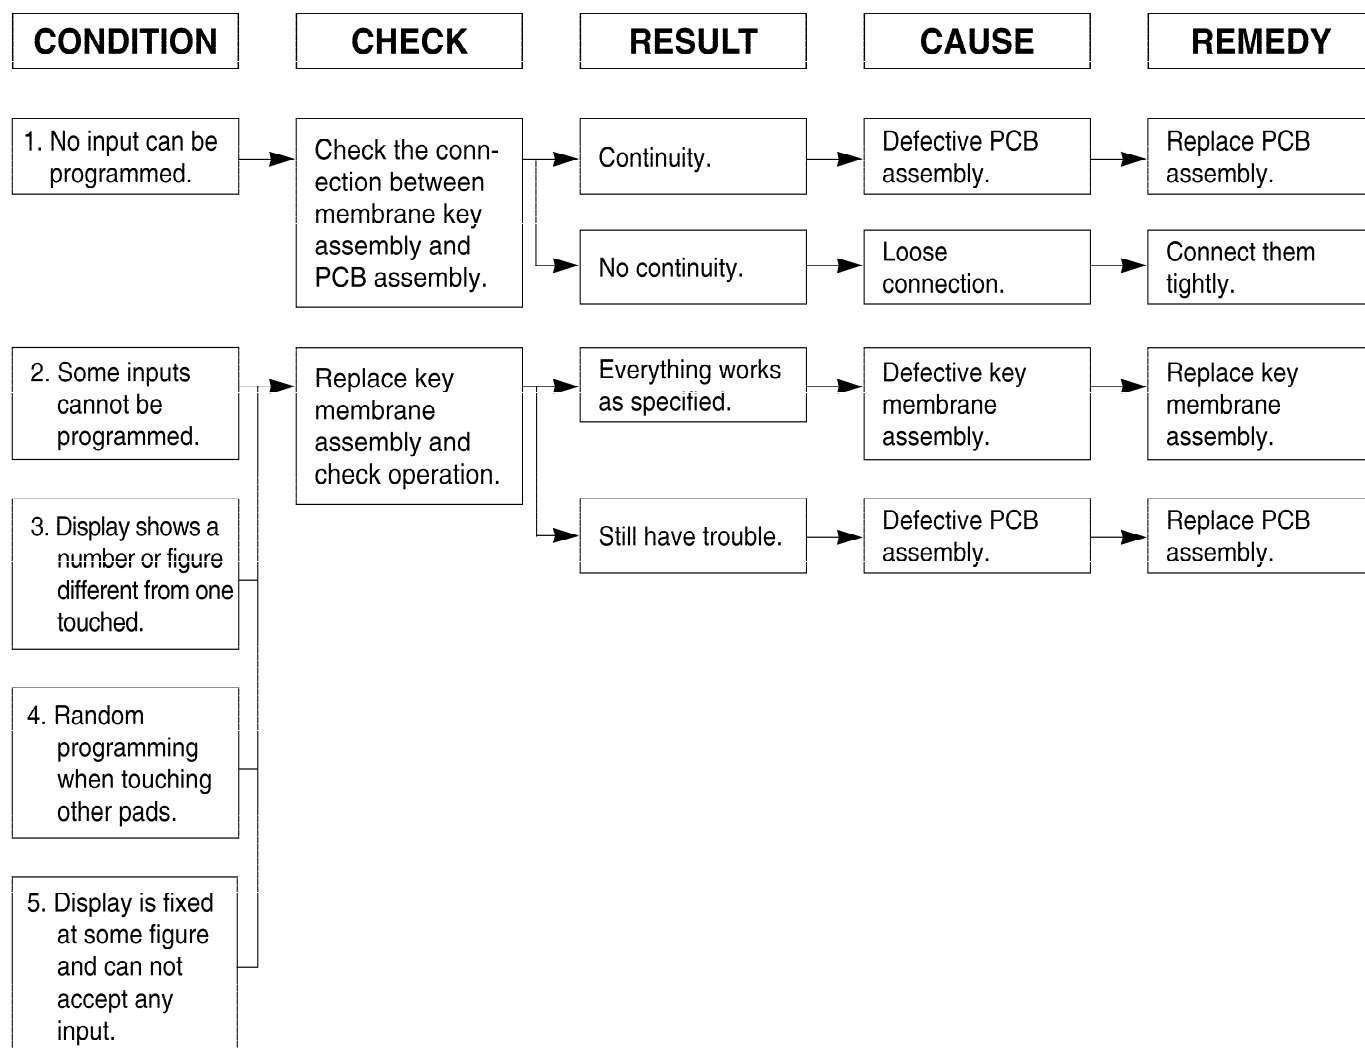 CONDITION
CHECK
RESULT
CAUSE
REMEDY
1. No input can be
programmed.
Check the conn-
ection between
membrane key
assembly and
PCB assembly.
Continuity.
Defective PCB
assembly.
Replace PCB
assembly.
No continuity.
Loose
connection.
Connect them
tightly.
2. Some inputs
cannot be
programmed.
Replace key
membrane
assembly and
check operation.
Everything works
as specified.
Defective key
membrane
assembly.
Replace key
membrane
assembly.
Still have trouble.
Defective PCB
assembly.
Replace PCB
assembly.
3. Display shows a
number or figure
different from one
touched.
4. Random
programming
when touching
other pads.
5. Display is fixed
at some figure
and can not
accept any
input.